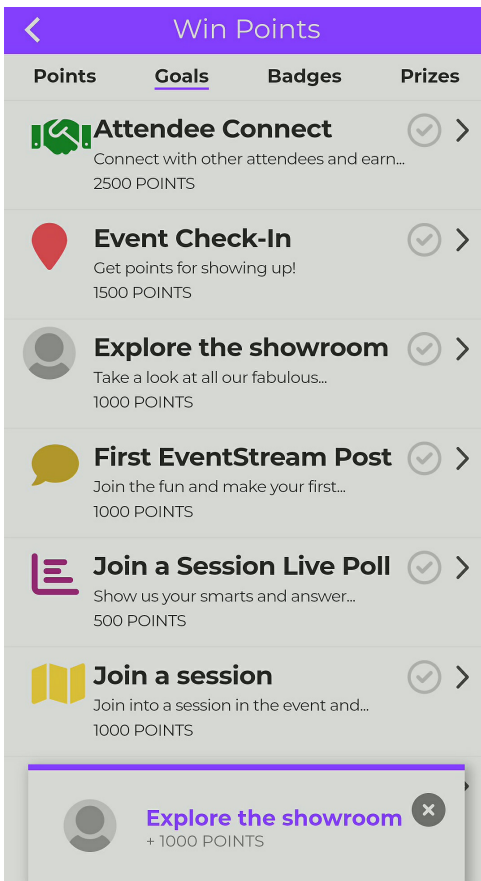 Win Points
Points Goals Badges Prizes
Attendee Connect
Connect with other attendees and earn...
2500 POINTS
Event Check-In
Get points for showing up!
1500 POINTS
Explore the showroom
Take a look at all our fabulous...
1000 POINTS
First EventStream Post
Join the fun and make your first...
1000 POINTS
Join a Session Live Poll
Show us your smarts and answer...
500 POINTS
Join a session
Join into a session in the event and...
1000 POINTS
Explore the showroom
+ 1000 POINTS